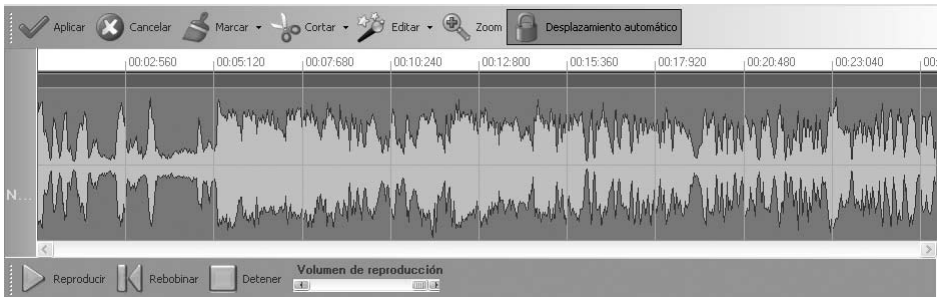 Aplicar Cancelar Marcar Cortar Editar Zoom Desplazamiento automático
00:02:560 00:05:120 00:07:680 00:10:240 00:12:800 00:15:360 00:17:920 00:20:480 00:23:040 00:
N...
Reproducir Rebobinar Detener Volumen de reproducción